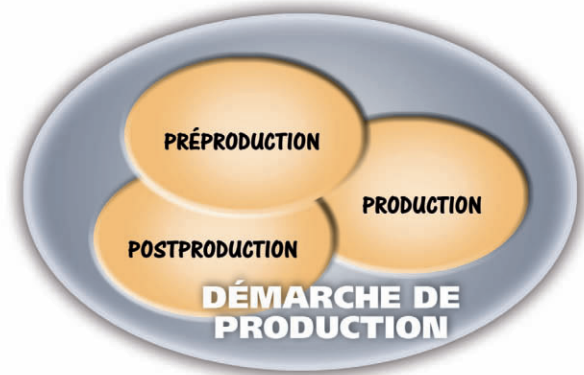 PRÉPRODUCTION
PRODUCTION
POSTPRODUCTION
DÉMARCHE DE
PRODUCTION